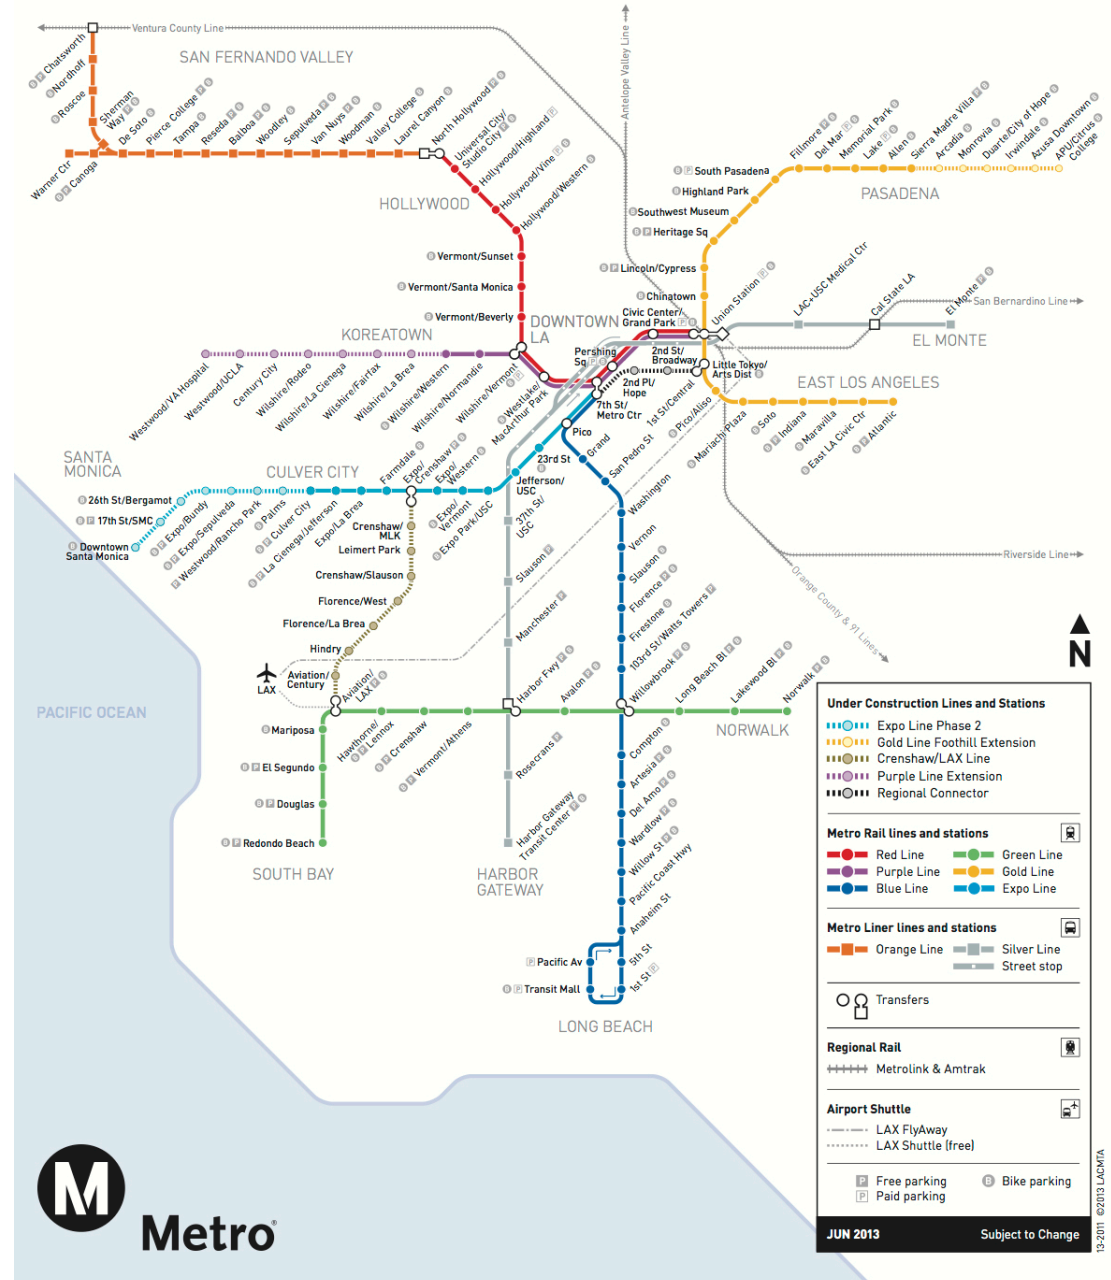 Ventura County Line
Antelope Valley Line
SAN FERNANDO VALLEY
Chatsworth
Nordhoff
Roscoe
Sherman
Way
De Soto
Pierce College
Tampa
Reseda
Balboa
Woodley
Sepulveda
Van Nuys
Woodman
Valley College
Laurel Canyon
North Hollywood
Warner Ctr
Canoga
Universal City/
Studio City
Hollywood/Highland
Hollywood/Vine
Hollywood/Western
HOLLYWOOD
Vermont/Sunset
Vermont/Santa Monica
Vermont/Beverly
Fillmore
Del Mar
Memorial Park
Lake
Allen
Sierra Madre Villa
Arcadia
Monrovia
Duarte/City of Hope
Irwindale
Azusa Downtown
APU/Citrus
College
PASADENA
South Pasadena
Highland Park
Southwest Museum
Heritage Sq
Lincoln/Cypress
Chinatown
Union Station
LAC+USC Medical Ctr
Cal State LA
El Monte
San Bernardino Line
EL MONTE
KOREATOWN
DOWNTOWN
LA
Civic Center/
Grand Park
Pershing
Sq
2nd St/
Broadway
2nd Pl/
Hope
Little Tokyo/
Arts Dist
7th St/
Metro Ctr
1st St/Central
Westwood/VA Hospital
Westwood/UCLA
Century City
Wilshire/Rodeo
Wilshire/La Cienega
Wilshire/Fairfax
Wilshire/La Brea
Wilshire/Western
Wilshire/Normandie
Wilshire/Vermont
Westlake/
MacArthur Park
EAST LOS ANGELES
Pico/Aliso
Mariachi Plaza
Soto
Indiana
Maravilla
East LA Civic Ctr
Atlantic
Pico
Grand
San Pedro St
Washington
Vernon
Slauson
Florence
Firestone
103rd St/Watts Towers
Willowbrook
SANTA
MONICA
CULVER CITY
26th St/Bergamot
17th St/SMC
Downtown
Santa Monica
Expo/Bundy
Expo/Sepulveda
Westwood/Rancho Park
Palms
Culver City
La Cienega/Jefferson
Expo/La Brea
Farmdale
Expo/
Crenshaw
Expo/
Western
Expo/
Vermont
Expo Park/USC
Jefferson/
USC
23rd St
37th St/
USC
Slauson
Manchester
Harbor Fwy
Crenshaw/
MLK
Leimert Park
Crenshaw/Slauson
Florence/West
Florence/La Brea
Hindry
Aviation/
Century
LAX
Aviation/
LAX
Riverside Line
Orange County & 91 Lines
PACIFIC OCEAN
Mariposa
El Segundo
Douglas
Redondo Beach
SOUTH BAY
Hawthorne/
Lennox
Crenshaw
Vermont/Athens
Avalon
Long Beach Bl
Lakewood Bl
Norwalk
NORWALK
Rosecrans
Harbor Gateway
Transit Center
HARBOR
GATEWAY
Compton
Artesia
Del Amo
Wardlow
Willow St
Pacific Coast Hwy
Anaheim St
5th St
1st St
Pacific Av
Transit Mall
LONG BEACH
N
Under Construction Lines and Stations
Expo Line Phase 2
Gold Line Foothill Extension
Crenshaw/LAX Line
Purple Line Extension
Regional Connector
Metro Rail lines and stations
Red Line
Green Line
Purple Line
Gold Line
Blue Line
Expo Line
Metro Liner lines and stations
Orange Line
Silver Line
Street stop
Transfers
Regional Rail
Metrolink & Amtrak
Airport Shuttle
LAX FlyAway
LAX Shuttle (free)
P Free parking
B Bike parking
P Paid parking
JUN 2013
Subject to Change
13-2011 ©2013 LACMTA
M
Metro